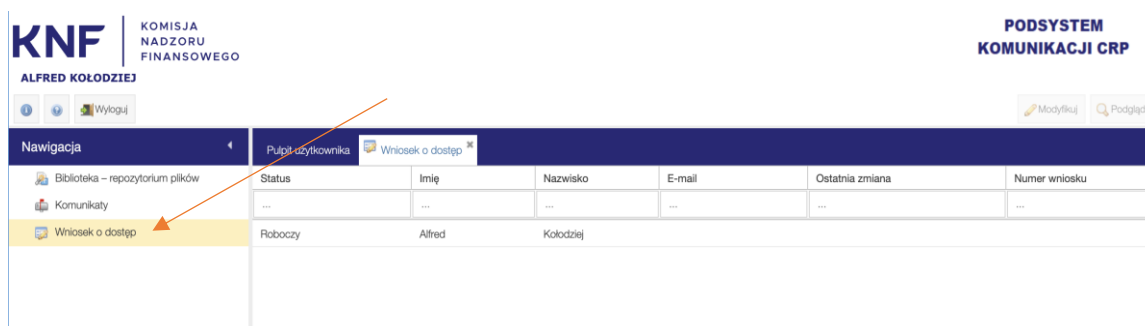 KNF
KOMISJA
NADZORU
FINANSOWEGO
PODSYSTEM
KOMUNIKACJI CRP
ALFRED KOŁODZIEJ
Wyloguj
Modyfikuj
Podgląd
Nawigacja
Pulpit użytkownika
Wniosek o dostęp
Biblioteka – repozytorium plików
Komunikaty
Wniosek o dostęp
Status Imię Nazwisko E-mail Ostatnia zmiana Numer wniosku
... ... ... ... ... ...
Roboczy Alfred Kołodziej